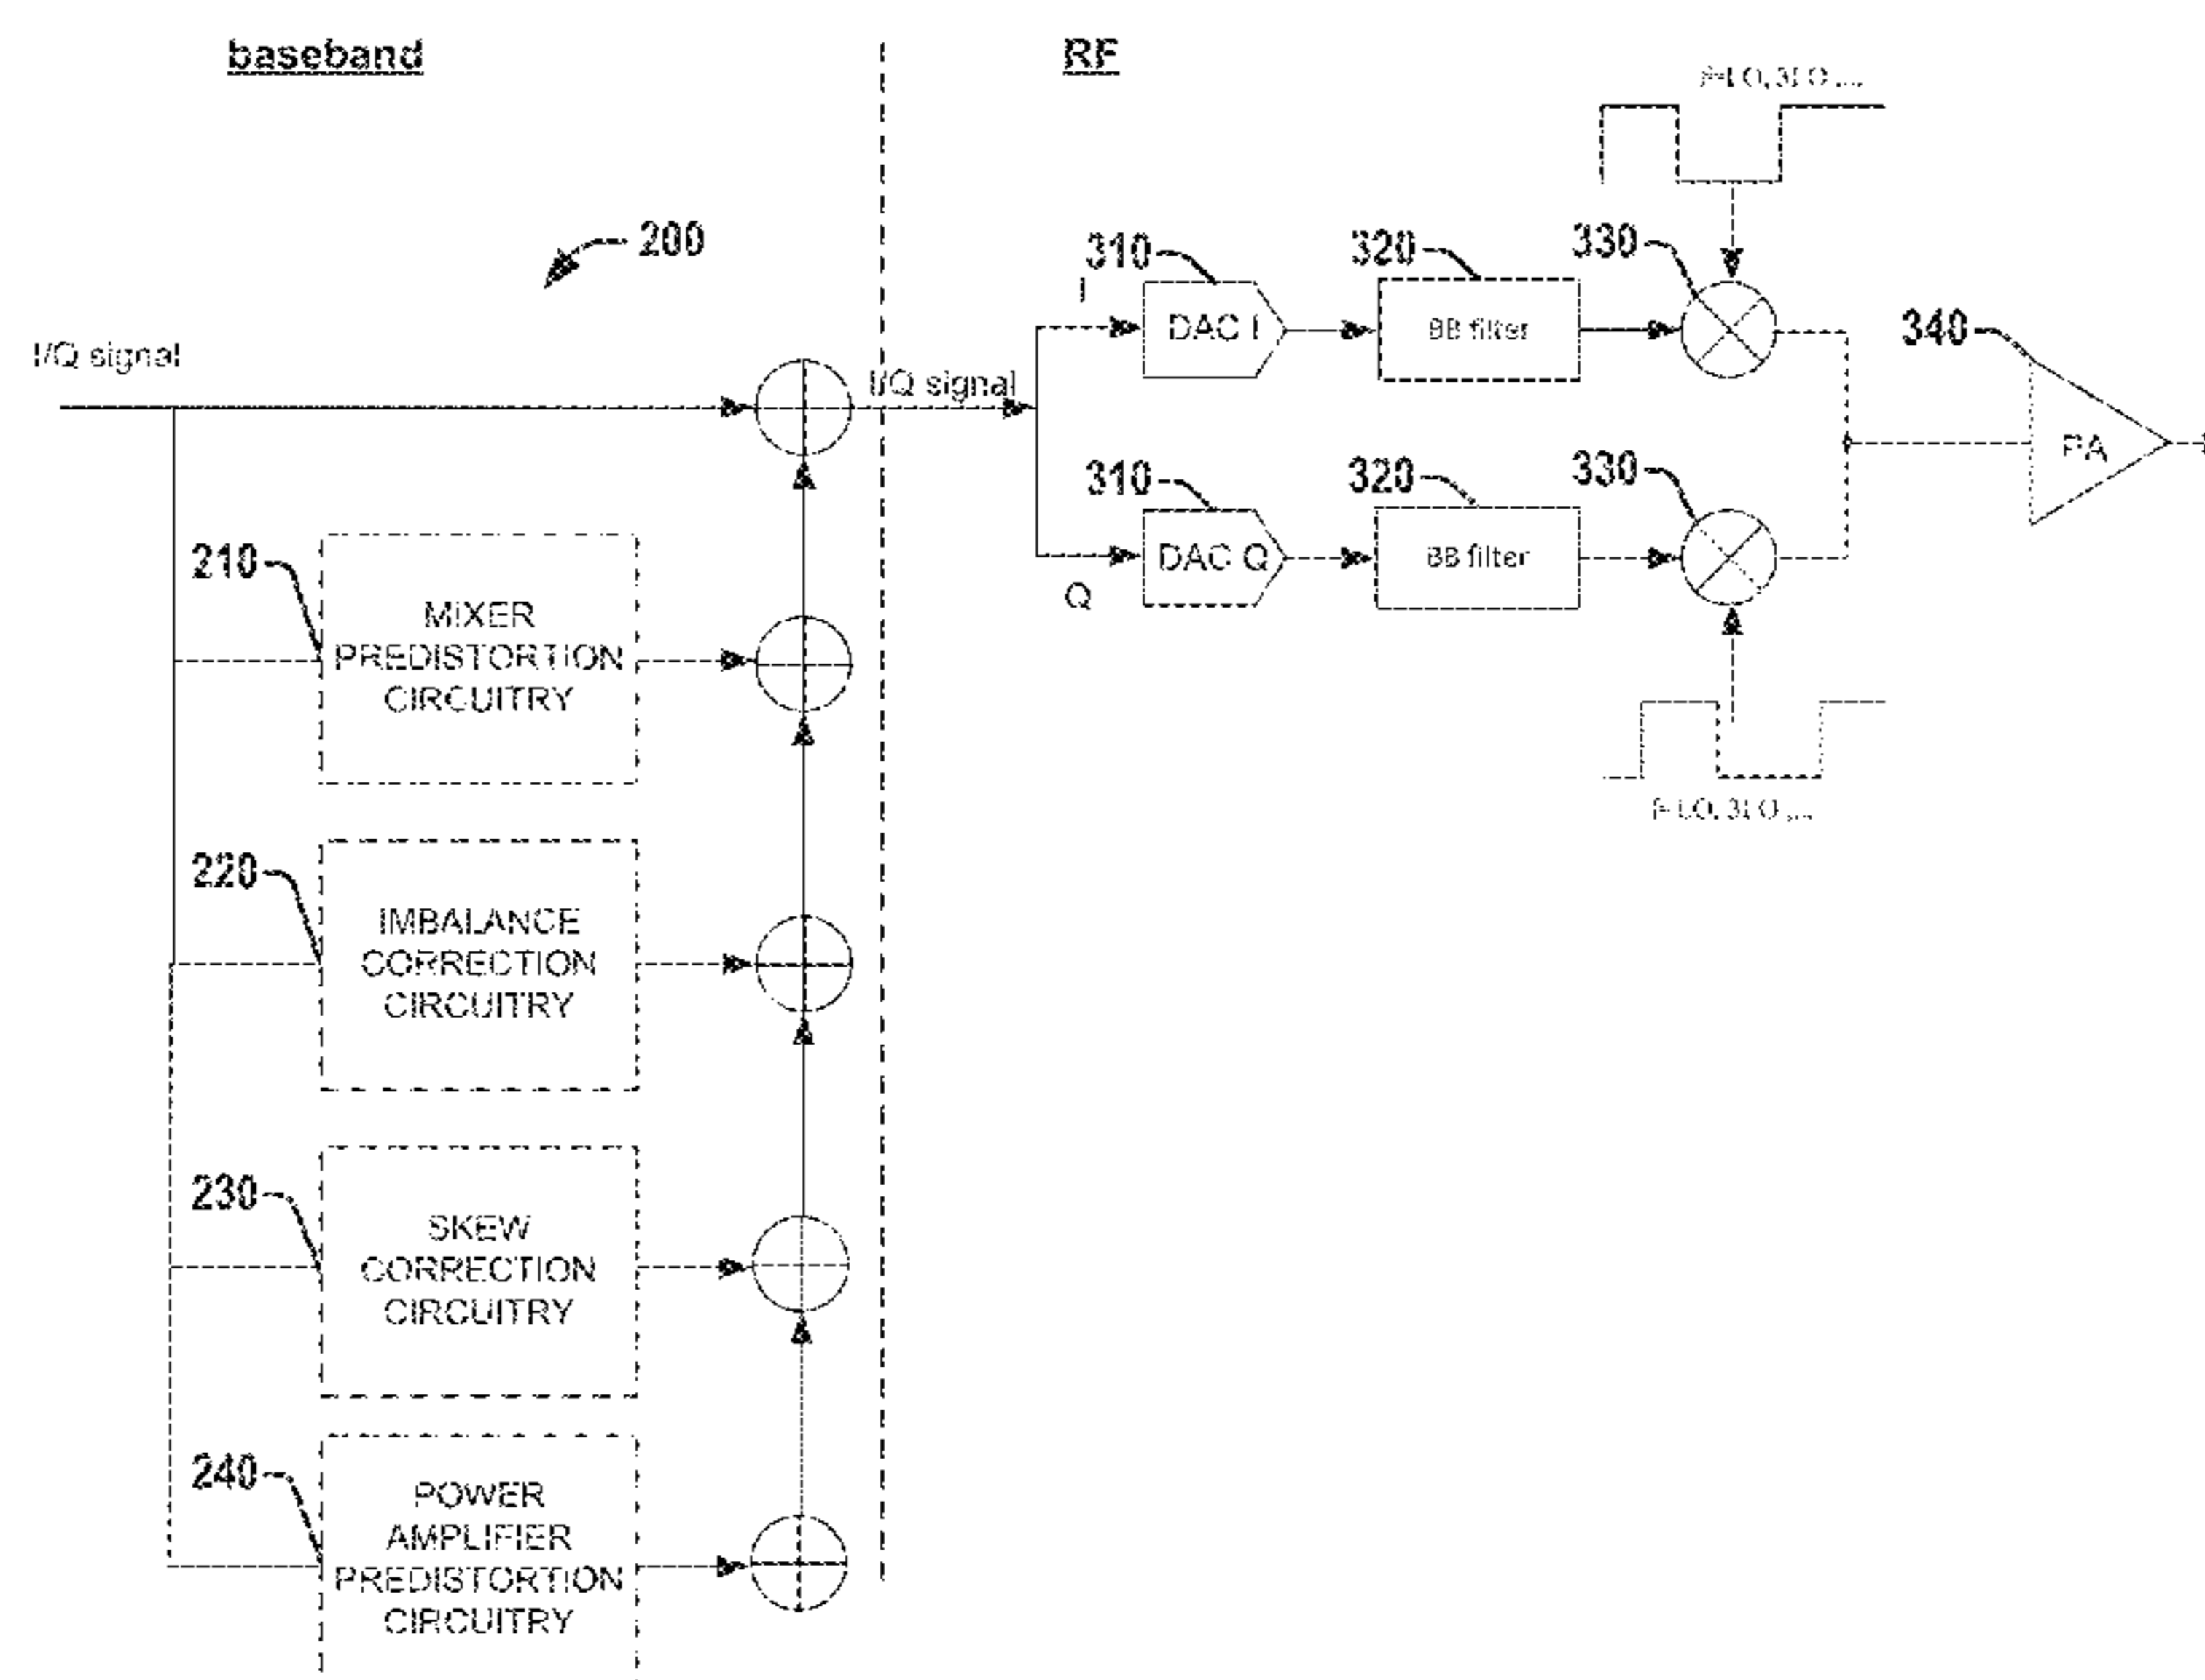 baseband
RF
200
I/Q signal
I/Q signal
310
I
DAC I
320
BB filter
330
340
PA
310
Q
DAC Q
320
BB filter
330
210
MIXER
PREDISTORTION
CIRCUITRY
220
IMBALANCE
CORRECTION
CIRCUITRY
230
SKEW
CORRECTION
CIRCUITRY
240
POWER
AMPLIFIER
PREDISTORTION
CIRCUITRY